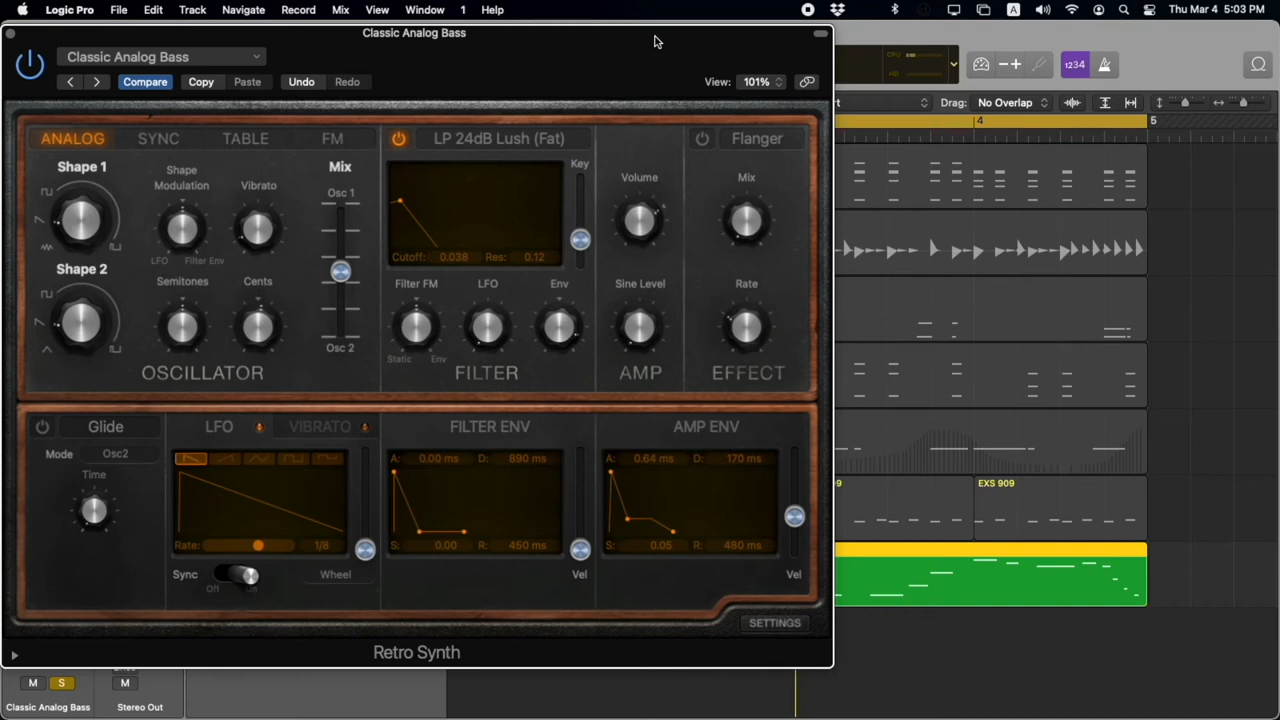 Logic Pro File Edit Track Navigate Record Mix View Window 1 Help A Thu Mar 4 5:03 PM
Classic Analog Bass
Classic Analog Bass
Compare Copy Paste Undo Redo View: 101%
CPU
HD
1234
Drag: No Overlap
4 5
ANALOG SYNC TABLE FM
LP 24dB Lush (Fat)
Flanger
Shape 1
Shape
Modulation
Vibrato
Mix
Osc 1
LFO Filter Env
Shape 2
Semitones
Cents
Osc 2
OSCILLATOR
Key
Cutoff: 0.038 Res: 0.12
Filter FM LFO Env
Static Env
FILTER
Volume
Sine Level
AMP
Mix
Rate
EFFECT
Glide
Mode Osc2
Time
LFO VIBRATO
Rate: 1/8
Sync Off On Wheel
FILTER ENV
A: 0.00 ms D: 890 ms
S: 0.00 R: 450 ms
Vel
AMP ENV
A: 0.64 ms D: 170 ms
S: 0.05 R: 480 ms
Vel
SETTINGS
Retro Synth
EXS 909
M S M
Classic Analog Bass Stereo Out